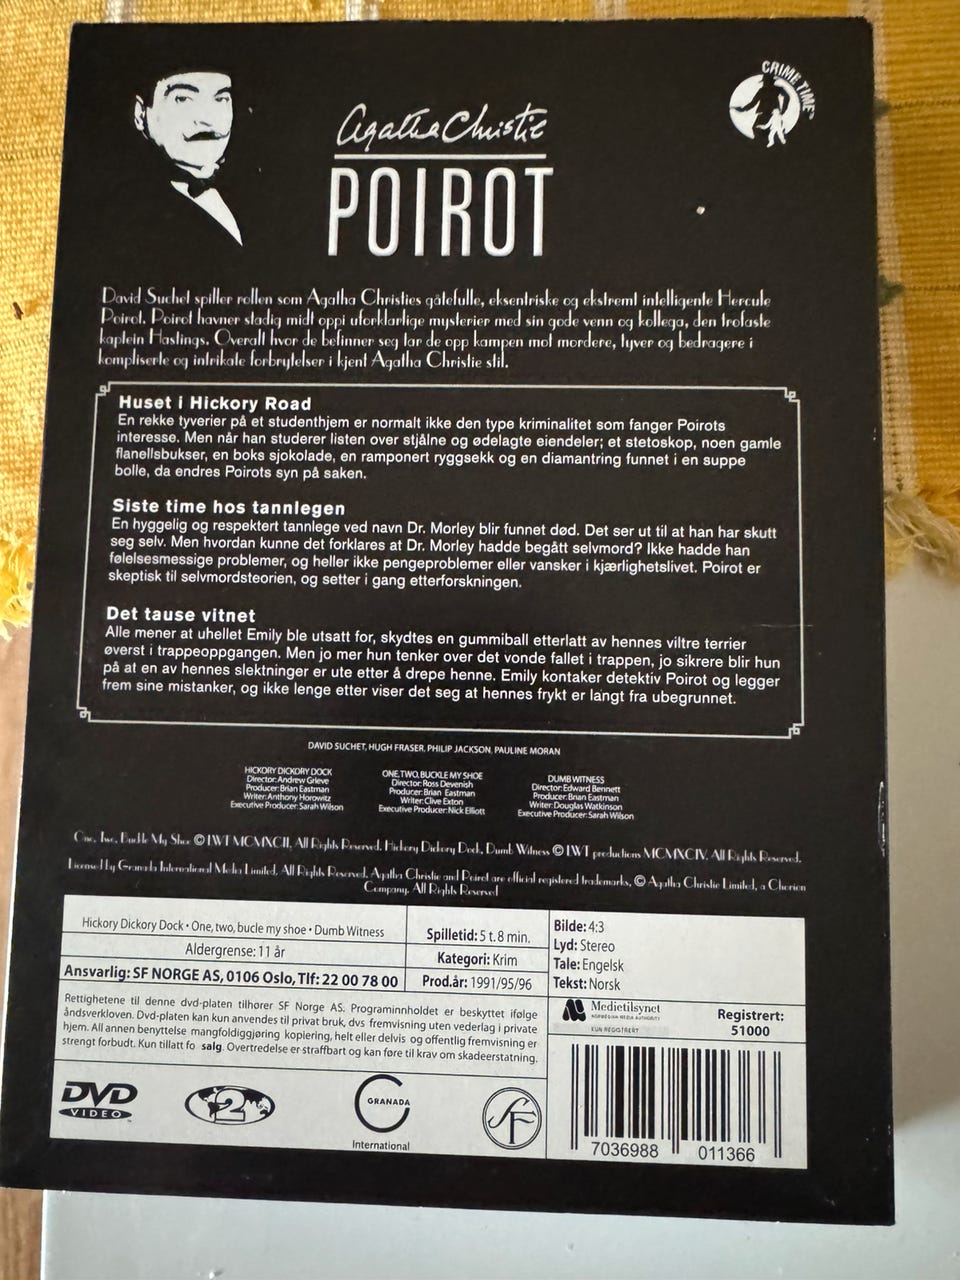 CRIME TIME
Agatha Christie
POIROT
David Suchet spiller rollen som Agatha Christies gåtefulle, eksentriske og ekstremt intelligente Hercule
Poirot. Poirot havner stadig midt oppi uforklarlige mysterier med sin gode venn og kollega, den trofaste
kaptein Hastings. Overalt hvor de befinner seg tar de opp kampen mot mordere, tyver og bedragere i
kompliserte og intrikate forbrytelser i kjent Agatha Christie stil.
Huset i Hickory Road
En rekke tyverier på et studenthjem er normalt ikke den type kriminalitet som fanger Poirots
interesse. Men når han studerer listen over stjålne og ødelagte eiendeler; et stetoskop, noen gamle
flanellsbukser, en boks sjokolade, en ramponert ryggsekk og en diamantring funnet i en suppe
bolle, da endres Poirots syn på saken.
Siste time hos tannlegen
En hyggelig og respektert tannlege ved navn Dr. Morley blir funnet død. Det ser ut til at han har skutt
seg selv. Men hvordan kunne det forklares at Dr. Morley hadde begått selvmord? Ikke hadde han
følelsesmessige problemer, og heller ikke pengeproblemer eller vansker i kjærlighetslivet. Poirot er
skeptisk til selvmordsteorien, og setter i gang etterforskningen.
Det tause vitnet
Alle mener at uhellet Emily ble utsatt for, skydtes en gummiball etterlatt av hennes viltre terrier
øverst i trappeoppgangen. Men jo mer hun tenker over det vonde fallet i trappen, jo sikrere blir hun
på at en av hennes slektninger er ute etter å drepe henne. Emily kontaker detektiv Poirot og legger
frem sine mistanker, og ikke lenge etter viser det seg at hennes frykt er langt fra ubegrunnet.
DAVID SUCHET, HUGH FRASER, PHILIP JACKSON, PAULINE MORAN
HICKORY DICKORY DOCK
Director: Andrew Grieve
Producer: Brian Eastman
Writer: Anthony Horowitz
Executive Producer: Sarah Wilson
ONE, TWO, BUCKLE MY SHOE
Director: Ross Devenish
Producer: Brian Eastman
Writer: Clive Exton
Executive Producer: Nick Elliott
DUMB WITNESS
Director: Edward Bennett
Producer: Brian Eastman
Writer: Douglas Watkinson
Executive Producer: Sarah Wilson
One, Two, Buckle My Shoe © LWT MCMXCII. All Rights Reserved. Hickory Dickory Dock, Dumb Witness © LWT productions MCMXCIV. All Rights Reserved.
Licensed by Granada International Media Limited. All Rights Reserved. Agatha Christie and Poirot are official registered trademarks, © Agatha Christie Limited, a Chorion
Company. All Rights Reserved
Hickory Dickory Dock • One, two, bucle my shoe • Dumb Witness
Aldergrense: 11 år
Ansvarlig: SF NORGE AS, 0106 Oslo, Tlf: 22 00 78 00
Spilletid: 5 t. 8 min.
Kategori: Krim
Prod.år: 1991/95/96
Bilde: 4:3
Lyd: Stereo
Tale: Engelsk
Tekst: Norsk
Rettighetene til denne dvd-platen tilhører SF Norge AS. Programinnholdet er beskyttet ifølge
åndsverkloven. Dvd-platen kan kun anvendes til privat bruk, dvs fremvisning uten vederlag i private
hjem. All annen benyttelse mangfoldiggjøring kopiering, helt eller delvis og offentlig fremvisning er
strengt forbudt. Kun tillatt fo salg. Overtredelse er straffbart og kan føre til krav om skadeerstatning.
Medietilsynet
NORWEGIAN MEDIA AUTHORITY
KUN REGISTRERT
Registrert:
51000
DVD
VIDEO
2
GRANADA
International
SF
7036988 011366